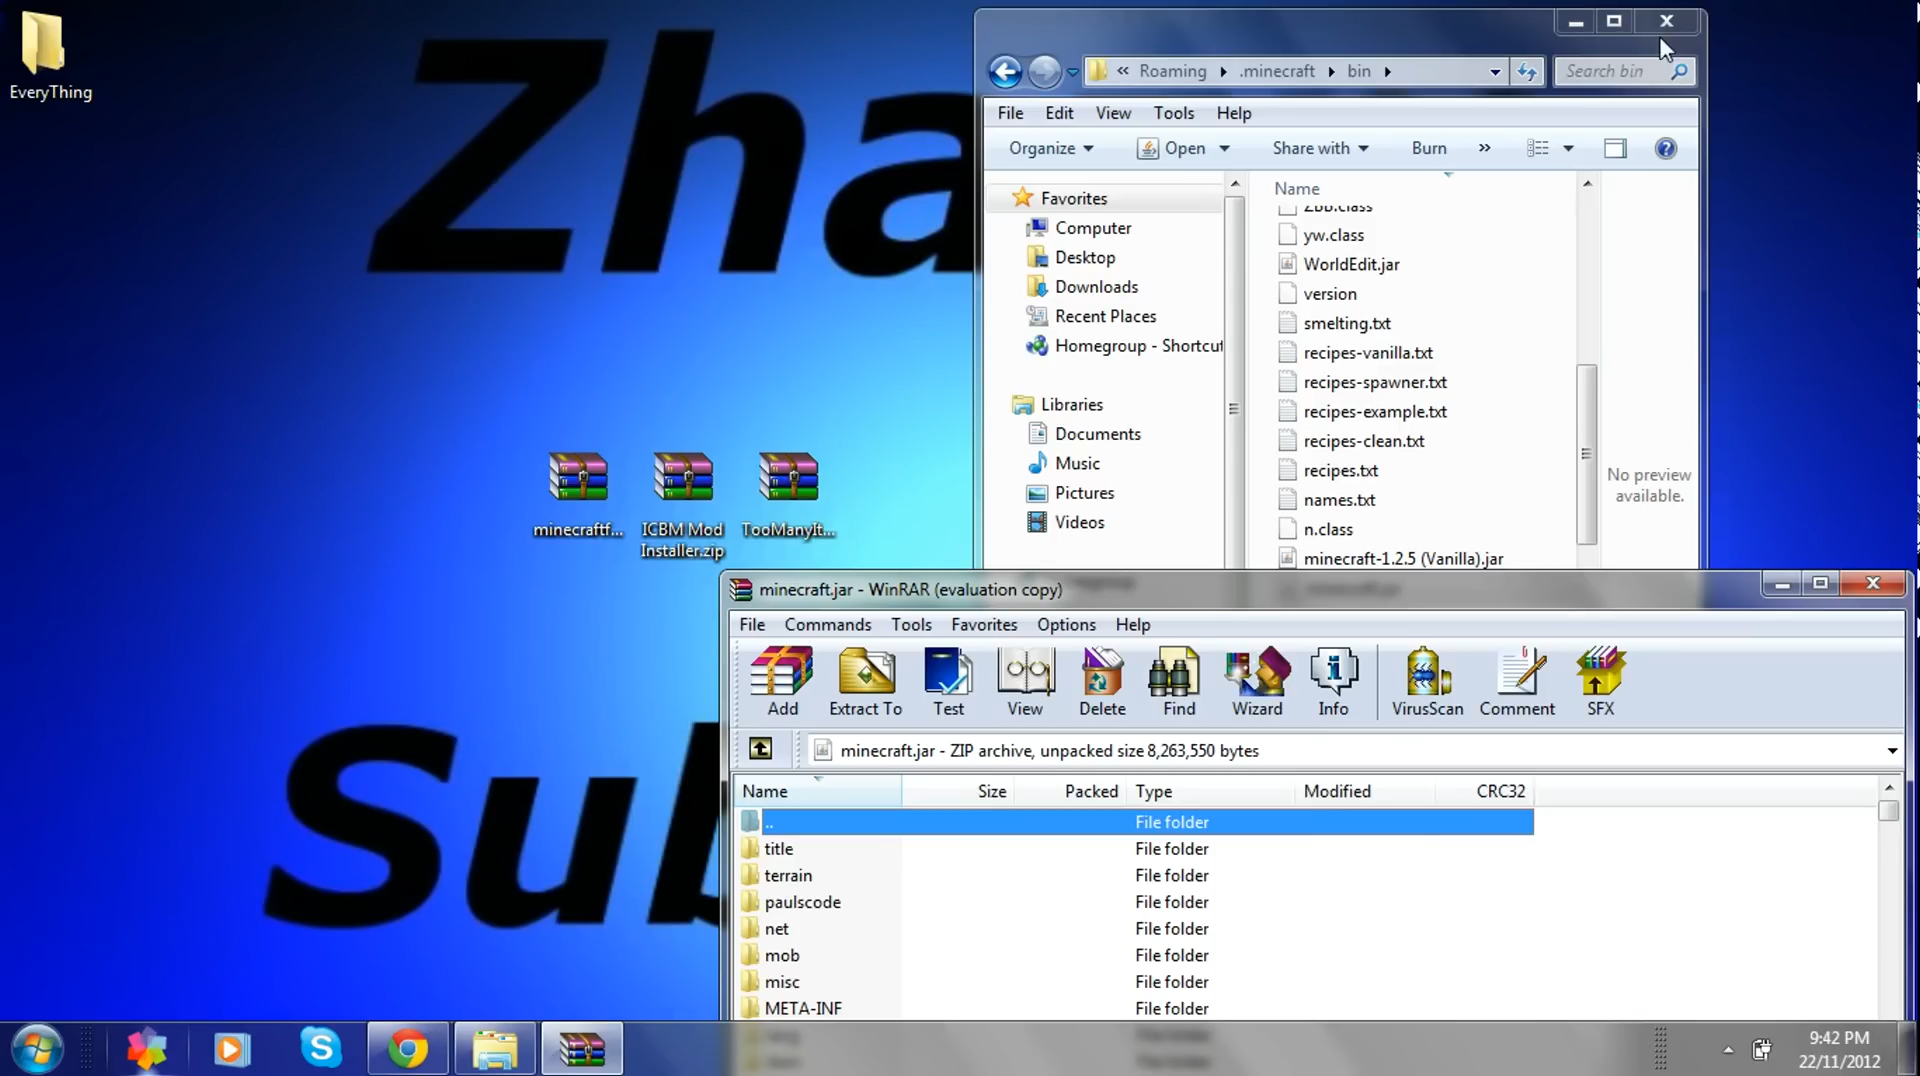 EveryThing
Zha
Sub
minecraftf...
ICBM Mod
Installer.zip
TooManyIt...
« Roaming .minecraft bin
Search bin
File Edit View Tools Help
Organize Open Share with Burn »
Favorites
Computer
Desktop
Downloads
Recent Places
Homegroup - Shortcut
Libraries
Documents
Music
Pictures
Videos
Name
ZBB.class
yw.class
WorldEdit.jar
version
smelting.txt
recipes-vanilla.txt
recipes-spawner.txt
recipes-example.txt
recipes-clean.txt
recipes.txt
names.txt
n.class
minecraft-1.2.5 (Vanilla).jar
No preview
available.
minecraft.jar - WinRAR (evaluation copy)
File Commands Tools Favorites Options Help
Add Extract To Test View Delete Find Wizard Info VirusScan Comment SFX
minecraft.jar - ZIP archive, unpacked size 8,263,550 bytes
Name Size Packed Type Modified CRC32
.. File folder
title File folder
terrain File folder
paulscode File folder
net File folder
mob File folder
misc File folder
META-INF File folder
9:42 PM
22/11/2012